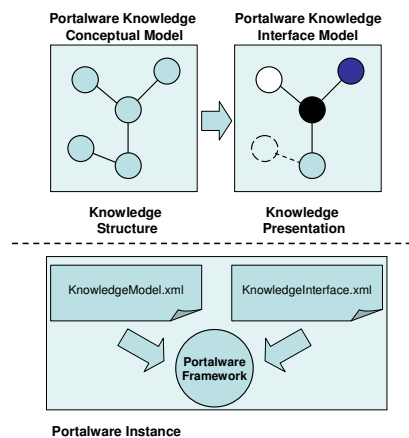 Portalware Knowledge
Conceptual Model
Portalware Knowledge
Interface Model
Knowledge
Structure
Knowledge
Presentation
KnowledgeModel.xml
KnowledgeInterface.xml
Portalware
Framework
Portalware Instance